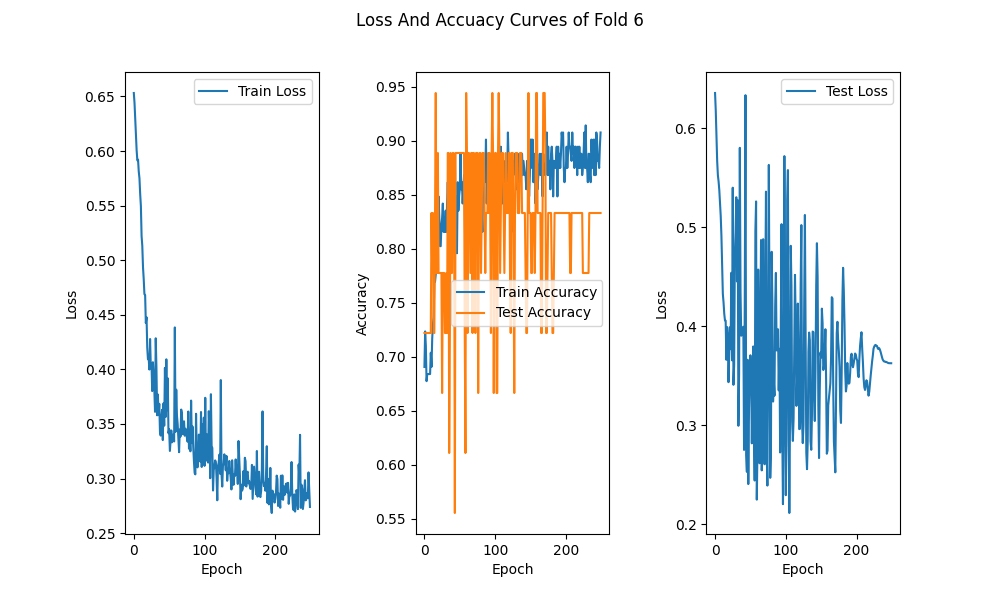 Loss And Accuacy Curves of Fold 6
Train Loss
0.65
0.60
0.55
0.50
0.45
0.40
0.35
0.30
0.25
Loss
0
100
200
Epoch
0.95
0.90
0.85
0.80
0.75
0.70
0.65
0.60
0.55
Accuracy
Train Accuracy
Test Accuracy
0
100
200
Epoch
Test Loss
0.6
0.5
0.4
0.3
0.2
Loss
0
100
200
Epoch